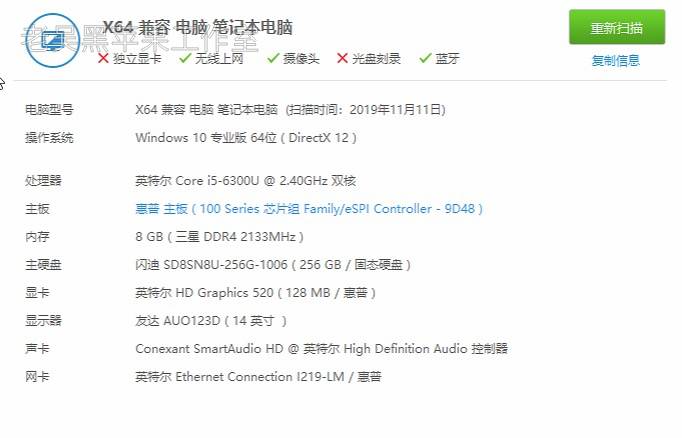 X64 兼容 电脑 笔记本电脑
老吴黑苹果工作室
重新扫描
独立显卡 无线上网 摄像头 光盘刻录 蓝牙
复制信息
电脑型号 X64 兼容 电脑 笔记本电脑 (扫描时间：2019年11月11日)
操作系统 Windows 10 专业版 64位 ( DirectX 12 )
处理器 英特尔 Core i5-6300U @ 2.40GHz 双核
主板 惠普 主板 ( 100 Series 芯片组 Family/eSPI Controller - 9D48 )
内存 8 GB ( 三星 DDR4 2133MHz )
主硬盘 闪迪 SD8SN8U-256G-1006 ( 256 GB / 固态硬盘 )
显卡 英特尔 HD Graphics 520 ( 128 MB / 惠普 )
显示器 友达 AUO123D ( 14 英寸 )
声卡 Conexant SmartAudio HD @ 英特尔 High Definition Audio 控制器
网卡 英特尔 Ethernet Connection I219-LM / 惠普